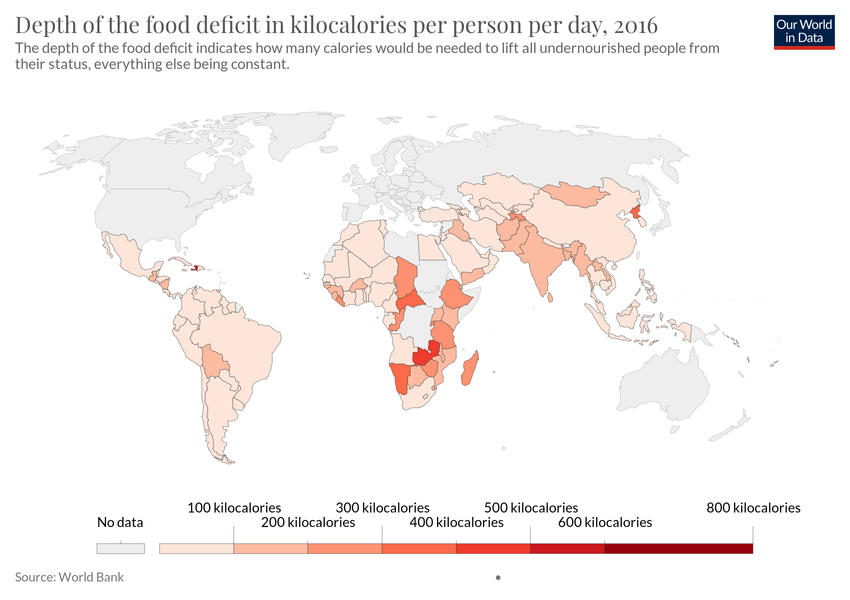 Depth of the food deficit in kilocalories per person per day, 2016
Our World
in Data
The depth of the food deficit indicates how many calories would be needed to lift all undernourished people from
their status, everything else being constant.
100 kilocalories
300 kilocalories
500 kilocalories
800 kilocalories
No data
200 kilocalories
400 kilocalories
600 kilocalories
Source: World Bank